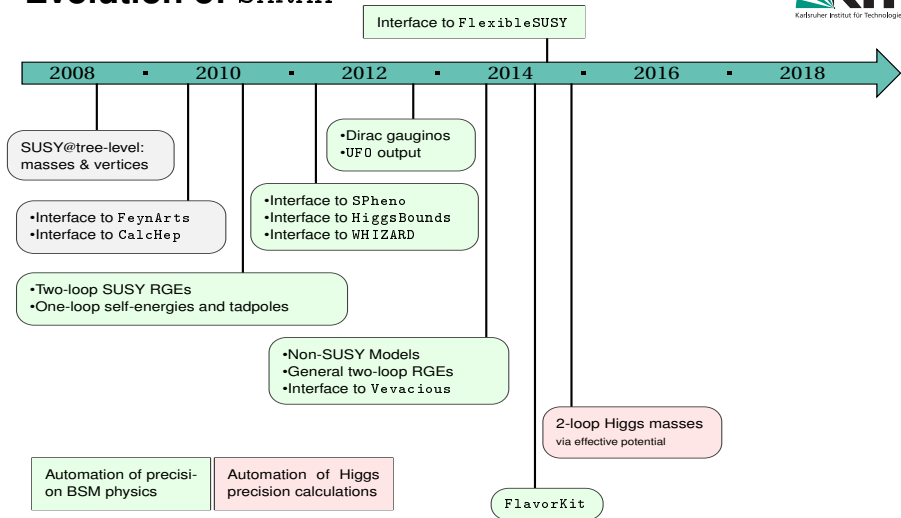 Evolution of SARAH
Karlsruher Institut für Technologie
Interface to FlexibleSUSY
2008 2010 2012 2014 2016 2018
•Dirac gauginos
•UFO output
SUSY@tree-level:
masses & vertices
•Interface to SPheno
•Interface to HiggsBounds
•Interface to WHIZARD
•Interface to FeynArts
•Interface to CalcHep
•Two-loop SUSY RGEs
•One-loop self-energies and tadpoles
•Non-SUSY Models
•General two-loop RGEs
•Interface to Vevacious
2-loop Higgs masses
via effective potential
Automation of precisi-
on BSM physics
Automation of Higgs
precision calculations
FlavorKit